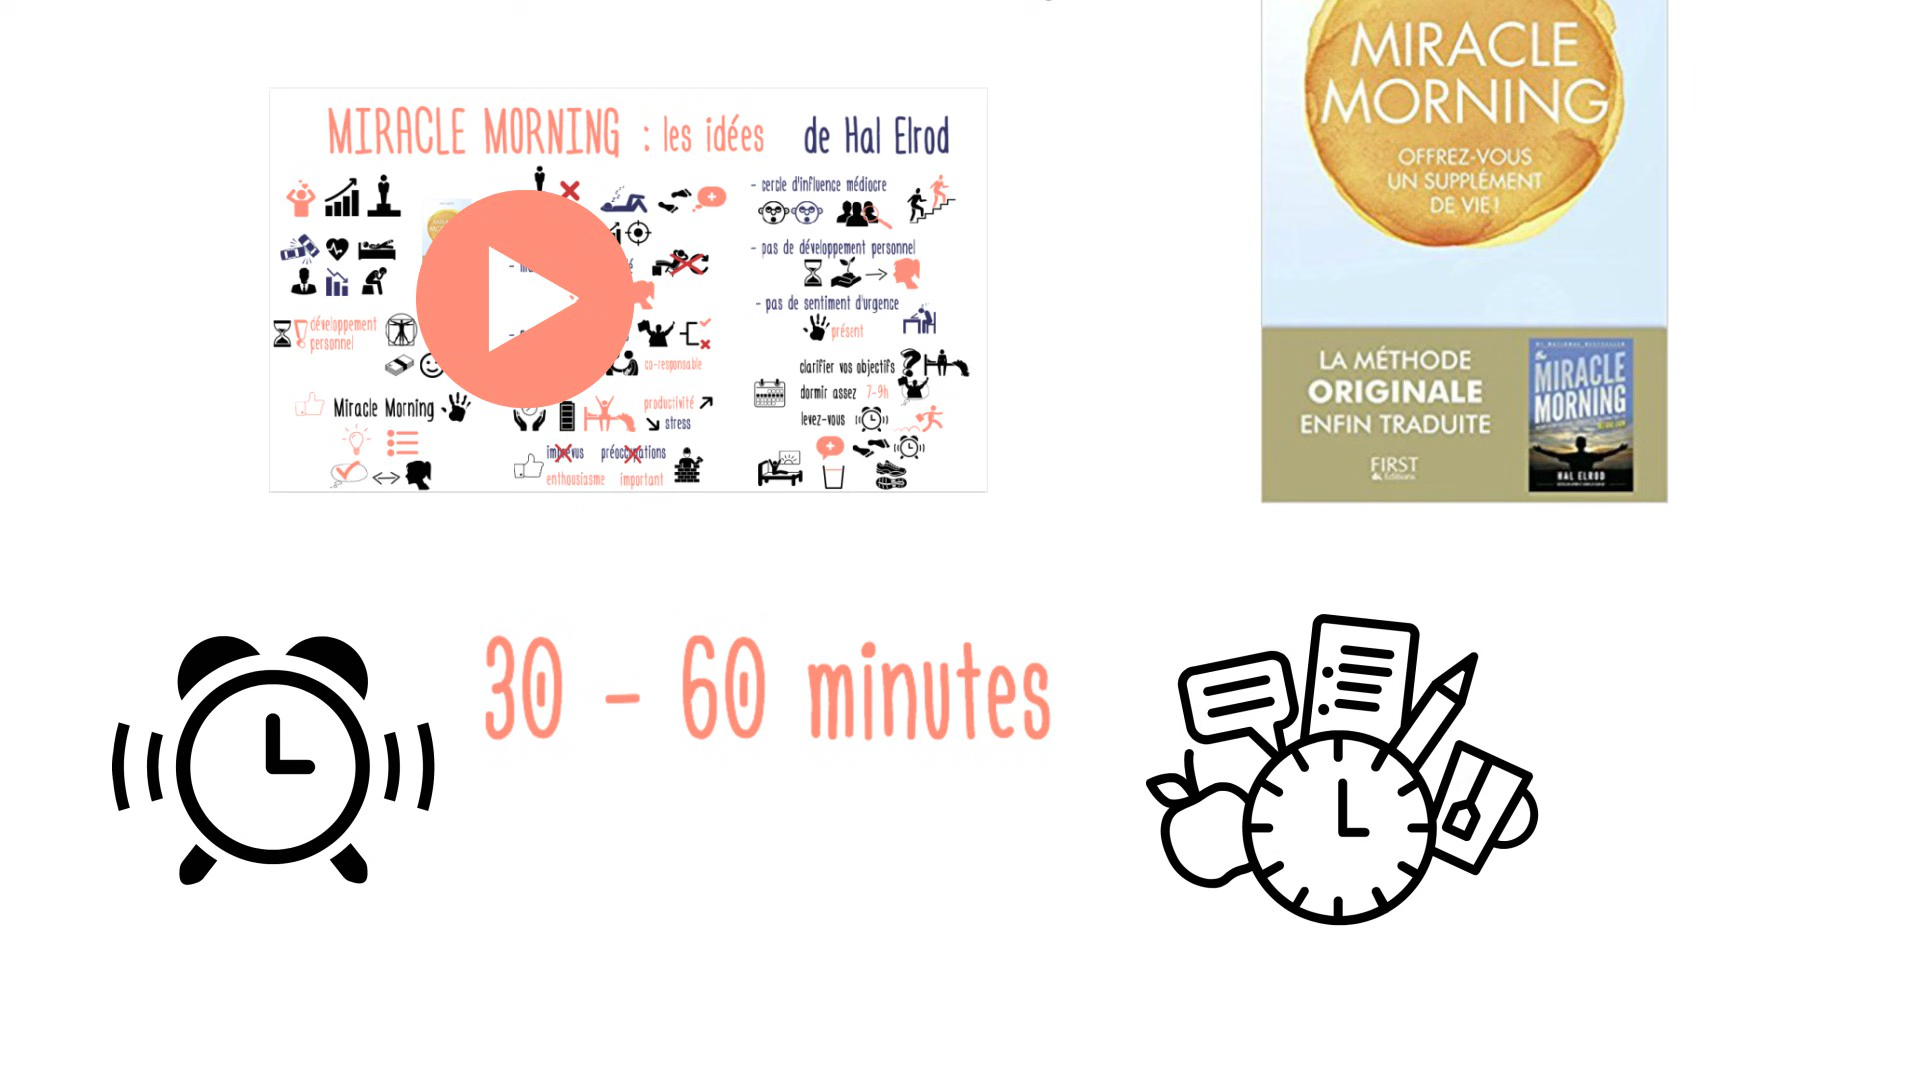 MIRACLE MORNING : les idées de Hal Elrod
- cercle d'influence médiocre
- pas de développement personnel
- pas de sentiment d'urgence
présent
développement
personnel
co-responsable
clarifier vos objectifs
dormir assez 7-9h
levez-vous
Miracle Morning
productivité
stress
imprévus préoccupations
enthousiasme important
MIRACLE
MORNING
OFFREZ-VOUS
UN SUPPLÉMENT
DE VIE !
LA MÉTHODE
ORIGINALE
ENFIN TRADUITE
FIRST
Editions
the
MIRACLE
MORNING
HAL ELROD
30 - 60 minutes